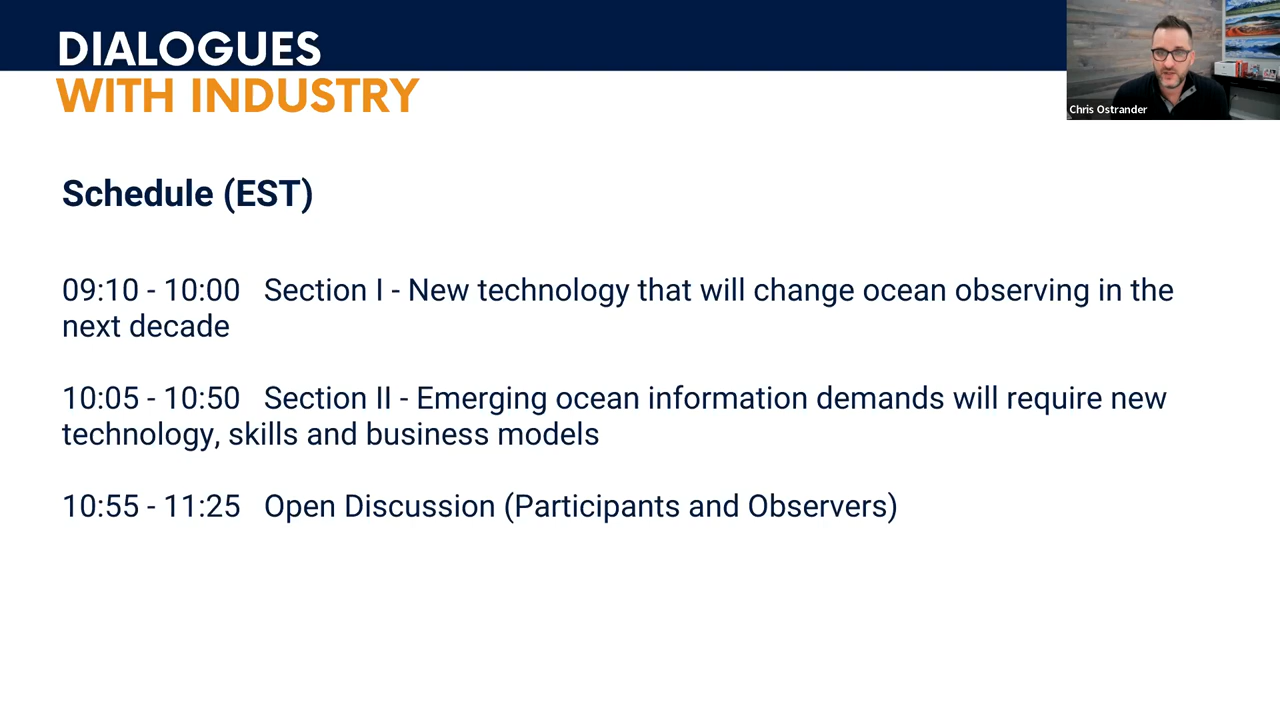 DIALOGUES
WITH INDUSTRY
Chris Ostrander
Schedule (EST)
09:10 - 10:00 Section I - New technology that will change ocean observing in the
next decade
10:05 - 10:50 Section II - Emerging ocean information demands will require new
technology, skills and business models
10:55 - 11:25 Open Discussion (Participants and Observers)